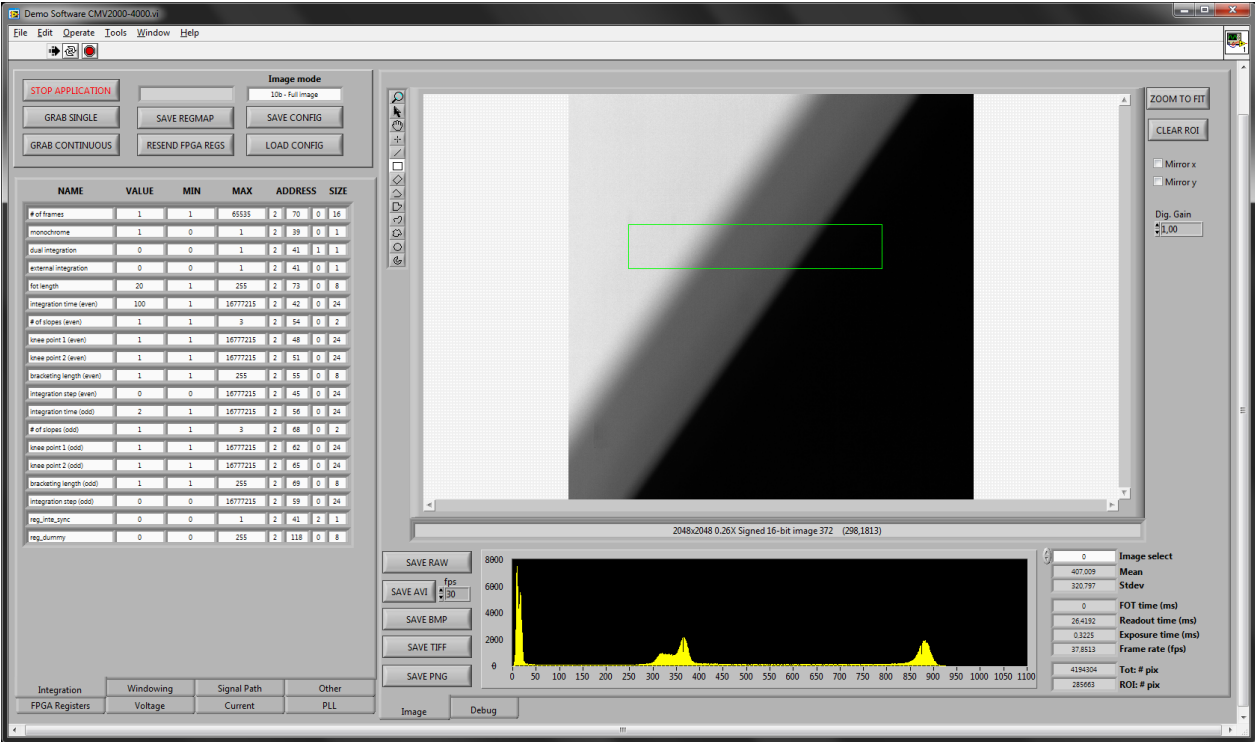 Demo Software CMV2000-4000.vi
File Edit Operate Tools Window Help
1
Image mode
STOP APPLICATION
10b - Full Image
GRAB SINGLE SAVE REGMAP SAVE CONFIG
GRAB CONTINUOUS RESEND FPGA REGS LOAD CONFIG
NAME VALUE MIN MAX ADDRESS SIZE
# of frames 1 1 65535 2 70 0 16
monochrome 1 0 1 2 39 0 1
dual integration 0 0 1 2 41 1 1
external integration 0 0 1 2 41 0 1
fot length 20 1 255 2 73 0 8
integration time (even) 100 1 16777215 2 42 0 24
# of slopes (even) 1 1 3 2 54 0 2
knee point 1 (even) 1 1 16777215 2 48 0 24
knee point 2 (even) 1 1 16777215 2 51 0 24
bracketing length (even) 1 1 255 2 55 0 8
integration step (even) 0 0 16777215 2 45 0 24
integration time (odd) 2 1 16777215 2 56 0 24
# of slopes (odd) 1 1 3 2 68 0 2
knee point 1 (odd) 1 1 16777215 2 62 0 24
knee point 2 (odd) 1 1 16777215 2 65 0 24
bracketing length (odd) 1 1 255 2 69 0 8
integration step (odd) 0 0 16777215 2 59 0 24
reg_inte_sync 0 0 1 2 41 2 1
reg_dummy 0 0 255 2 118 0 8
Integration Windowing Signal Path Other
FPGA Registers Voltage Current PLL
ZOOM TO FIT
CLEAR ROI
Mirror x
Mirror y
Dig. Gain
1,00
2048x2048 0.26X Signed 16-bit image 372 (298,1813)
SAVE RAW
SAVE AVI fps 30
SAVE BMP
SAVE TIFF
SAVE PNG
8000
6000
4000
2000
0
0 50 100 150 200 250 300 350 400 450 500 550 600 650 700 750 800 850 900 950 1000 1050 1100
0 Image select
407,009 Mean
320,797 Stdev
0 FOT time (ms)
26,4192 Readout time (ms)
0,3225 Exposure time (ms)
37,8513 Frame rate (fps)
4194304 Tot: # pix
285663 ROI: # pix
Image Debug